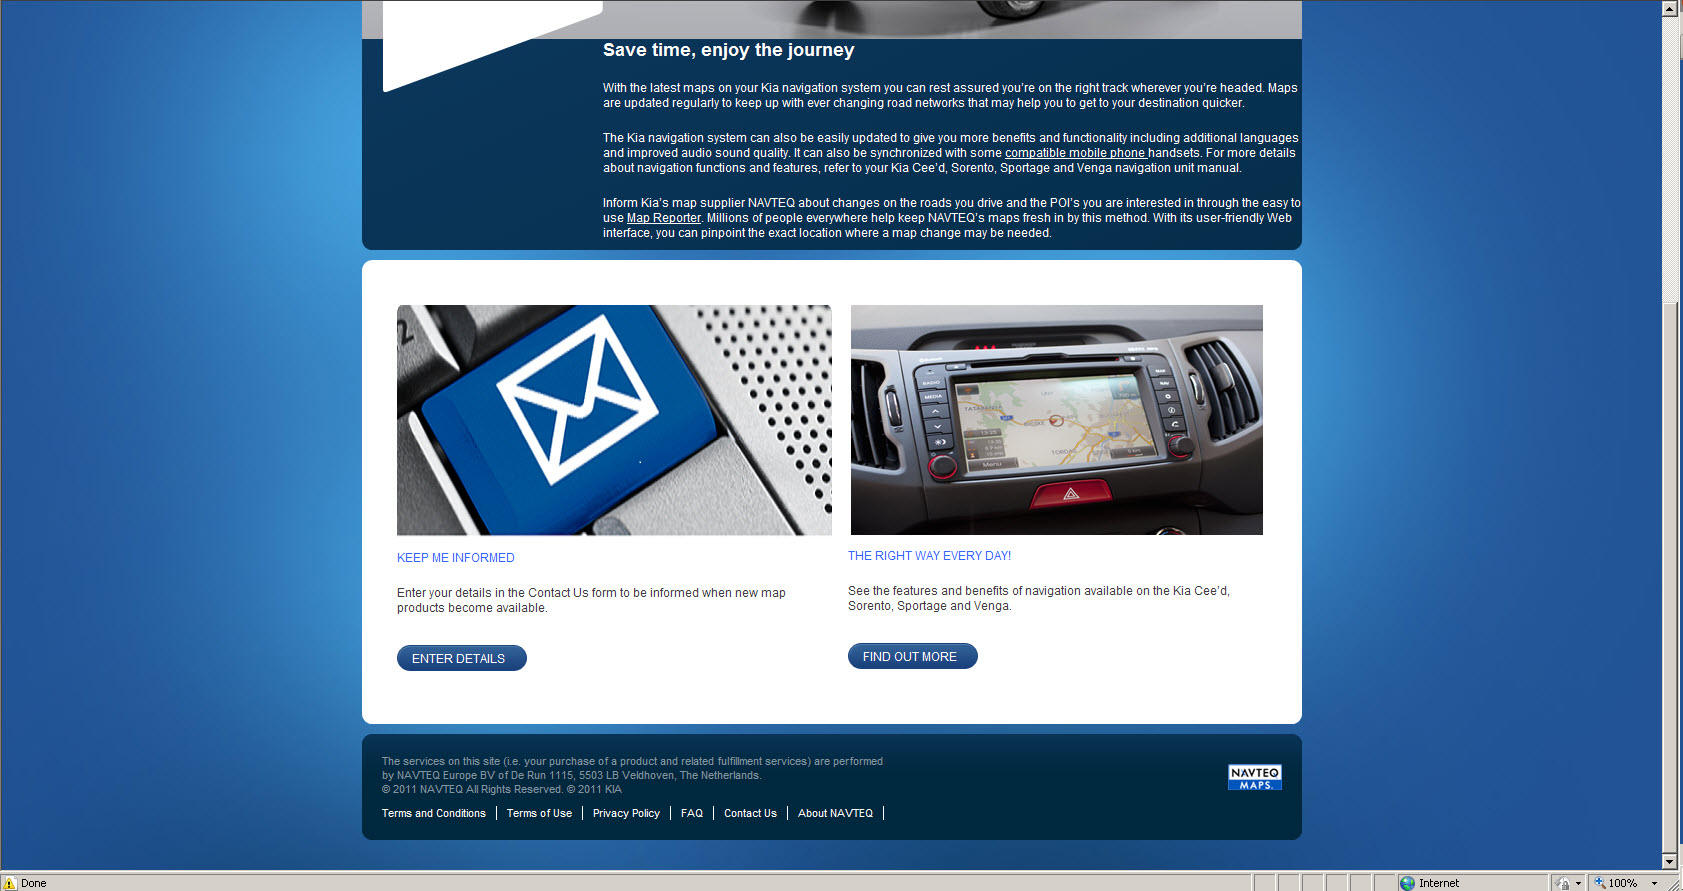 Save time, enjoy the journey
With the latest maps on your Kia navigation system you can rest assured you're on the right track wherever you're headed. Maps
are updated regularly to keep up with ever changing road networks that may help you to get to your destination quicker.
The Kia navigation system can also be easily updated to give you more benefits and functionality including additional languages
and improved audio sound quality. It can also be synchronized with some compatible mobile phone handsets. For more details
about navigation functions and features, refer to your Kia Cee'd, Sorento, Sportage and Venga navigation unit manual.
Inform Kia's map supplier NAVTEQ about changes on the roads you drive and the POI's you are interested in through the easy to
use Map Reporter. Millions of people everywhere help keep NAVTEQ's maps fresh in by this method. With its user-friendly Web
interface, you can pinpoint the exact location where a map change may be needed.
RADIO
MEDIA
MAP
NAV
Menu
KEEP ME INFORMED
Enter your details in the Contact Us form to be informed when new map
products become available.
ENTER DETAILS
THE RIGHT WAY EVERY DAY!
See the features and benefits of navigation available on the Kia Cee'd,
Sorento, Sportage and Venga.
FIND OUT MORE
The services on this site (i.e. your purchase of a product and related fulfillment services) are performed
by NAVTEQ Europe BV of De Run 1115, 5503 LB Veldhoven, The Netherlands.
© 2011 NAVTEQ All Rights Reserved. © 2011 KIA
NAVTEQ
MAPS.
Terms and Conditions | Terms of Use | Privacy Policy | FAQ | Contact Us | About NAVTEQ |
Done
Internet
100%